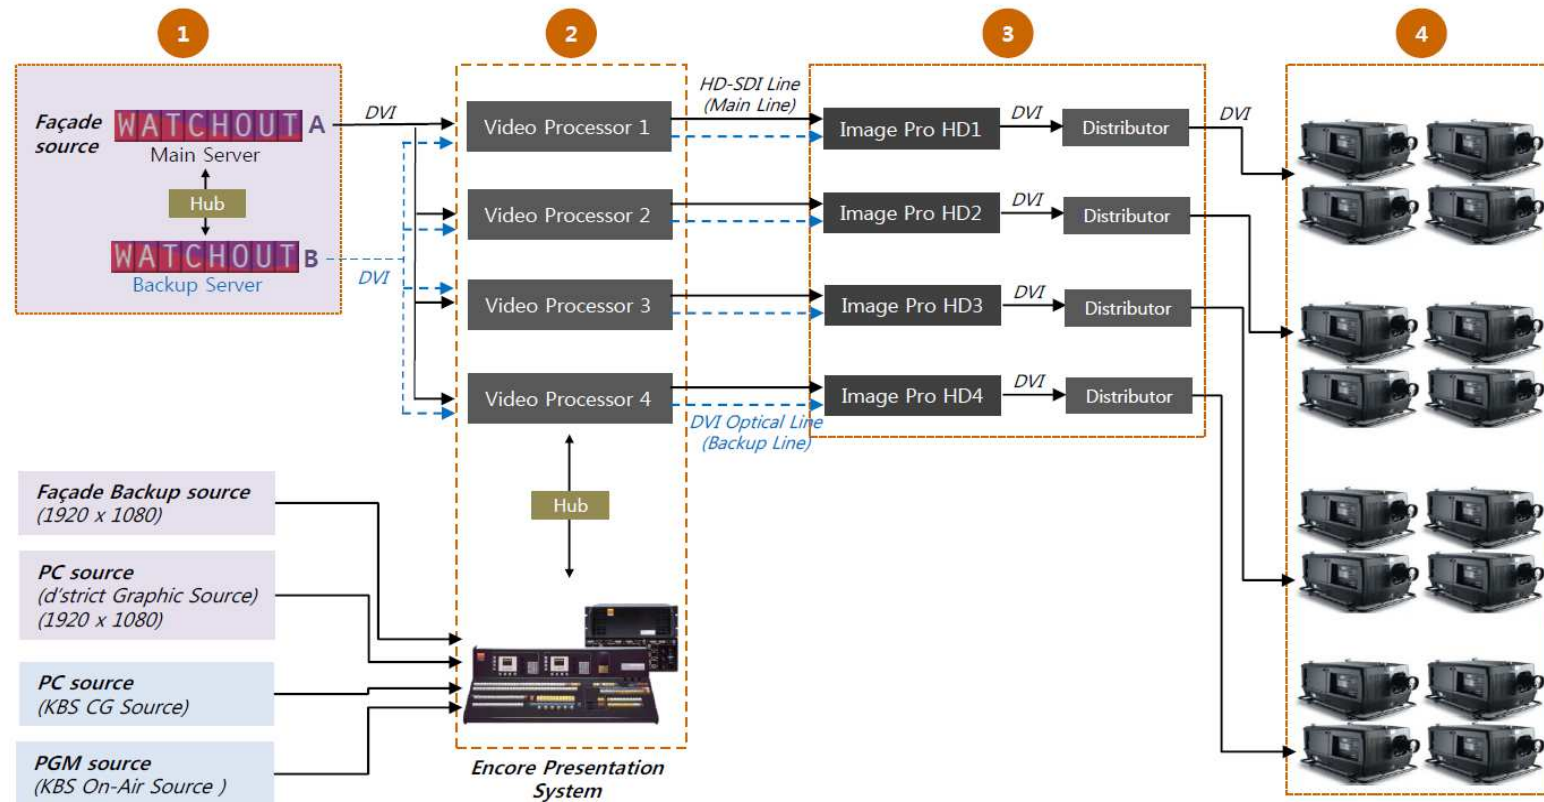 1
2
3
4
Façade
source
WATCHOUT A
Main Server
Hub
WATCHOUT B
Backup Server
DVI
DVI
Video Processor 1
Video Processor 2
Video Processor 3
Video Processor 4
Hub
Encore Presentation
System
HD-SDI Line
(Main Line)
DVI Optical Line
(Backup Line)
Image Pro HD1
DVI
Distributor
DVI
Image Pro HD2
DVI
Distributor
Image Pro HD3
DVI
Distributor
Image Pro HD4
DVI
Distributor
Façade Backup source
(1920 x 1080)
PC source
(d'strict Graphic Source)
(1920 x 1080)
PC source
(KBS CG Source)
PGM source
(KBS On-Air Source )